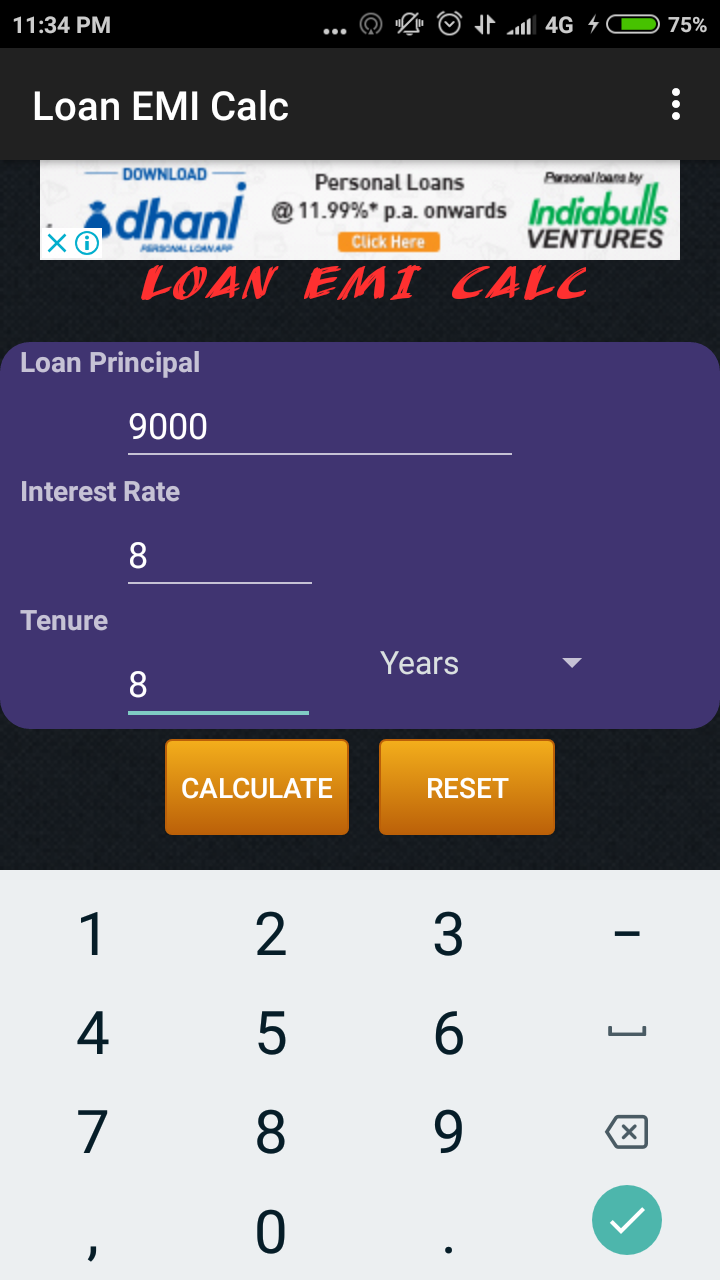 11:34 PM ... 4G 75%
Loan EMI Calc
DOWNLOAD
dhani
PERSONAL LOAN APP
Personal Loans
@ 11.99%* p.a. onwards
Click Here
Personal loans by
Indiabulls
VENTURES
LOAN EMI CALC
Loan Principal
9000
Interest Rate
8
Tenure
8 Years
CALCULATE RESET
1 2 3 –
4 5 6
7 8 9
, 0 .